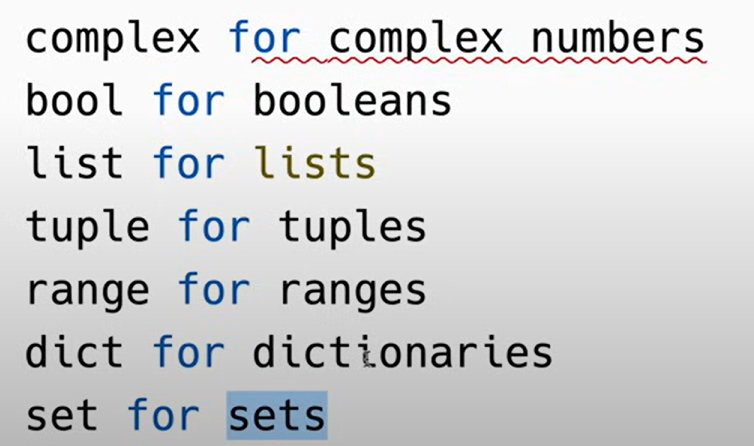 complex for complex numbers
bool for booleans
list for lists
tuple for tuples
range for ranges
dict for dictionaries
set for sets